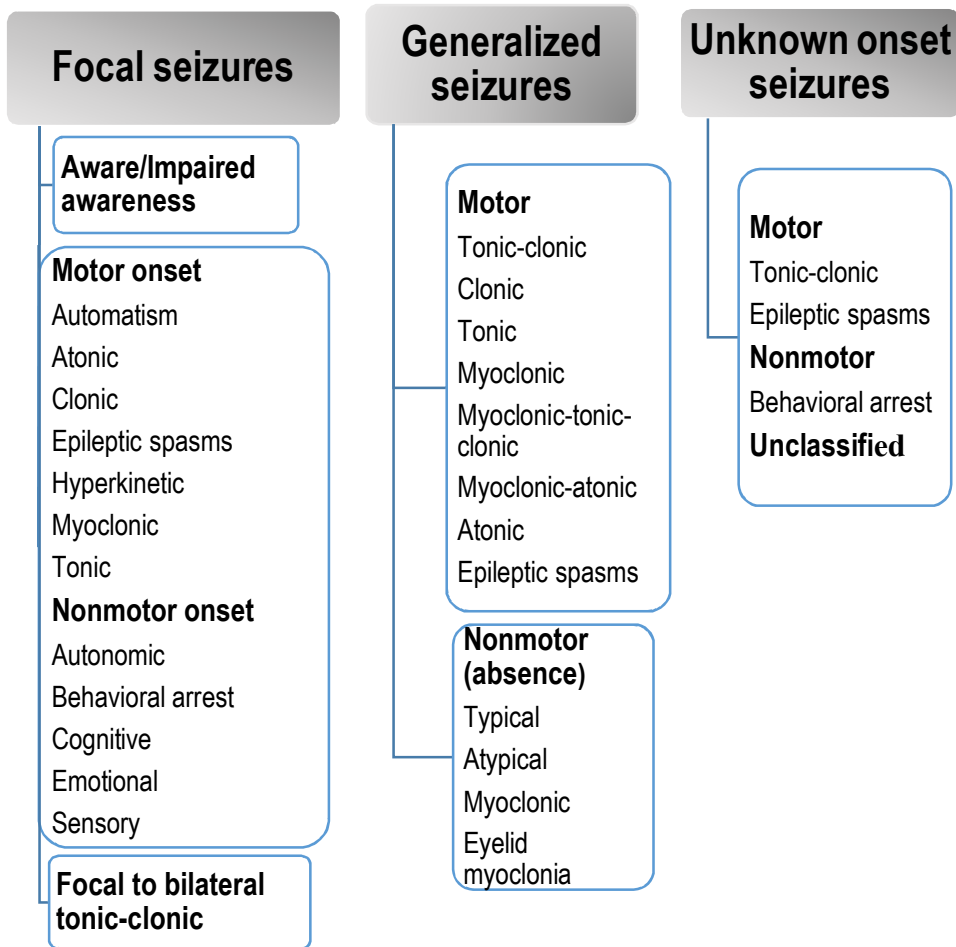 Focal seizures
Aware/Impaired
awareness
Motor onset
Automatism
Atonic
Clonic
Epileptic spasms
Hyperkinetic
Myoclonic
Tonic
Nonmotor onset
Autonomic
Behavioral arrest
Cognitive
Emotional
Sensory
Focal to bilateral
tonic-clonic
Generalized
seizures
Motor
Tonic-clonic
Clonic
Tonic
Myoclonic
Myoclonic-tonic-
clonic
Myoclonic-atonic
Atonic
Epileptic spasms
Nonmotor
(absence)
Typical
Atypical
Myoclonic
Eyelid
myoclonia
Unknown onset
seizures
Motor
Tonic-clonic
Epileptic spasms
Nonmotor
Behavioral arrest
Unclassified